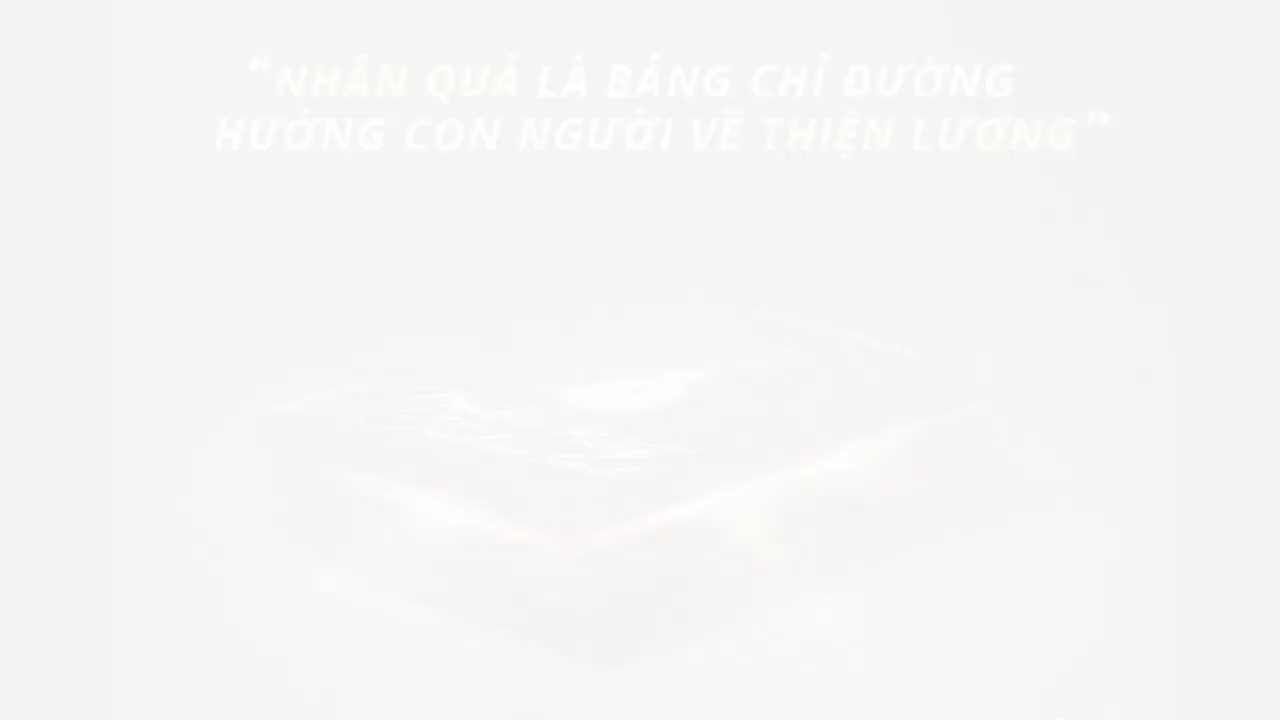 “NHÂN QUẢ LÀ BẢNG CHỈ ĐƯỜNG
HƯỚNG CON NGƯỜI VỀ THIỆN LƯƠNG”